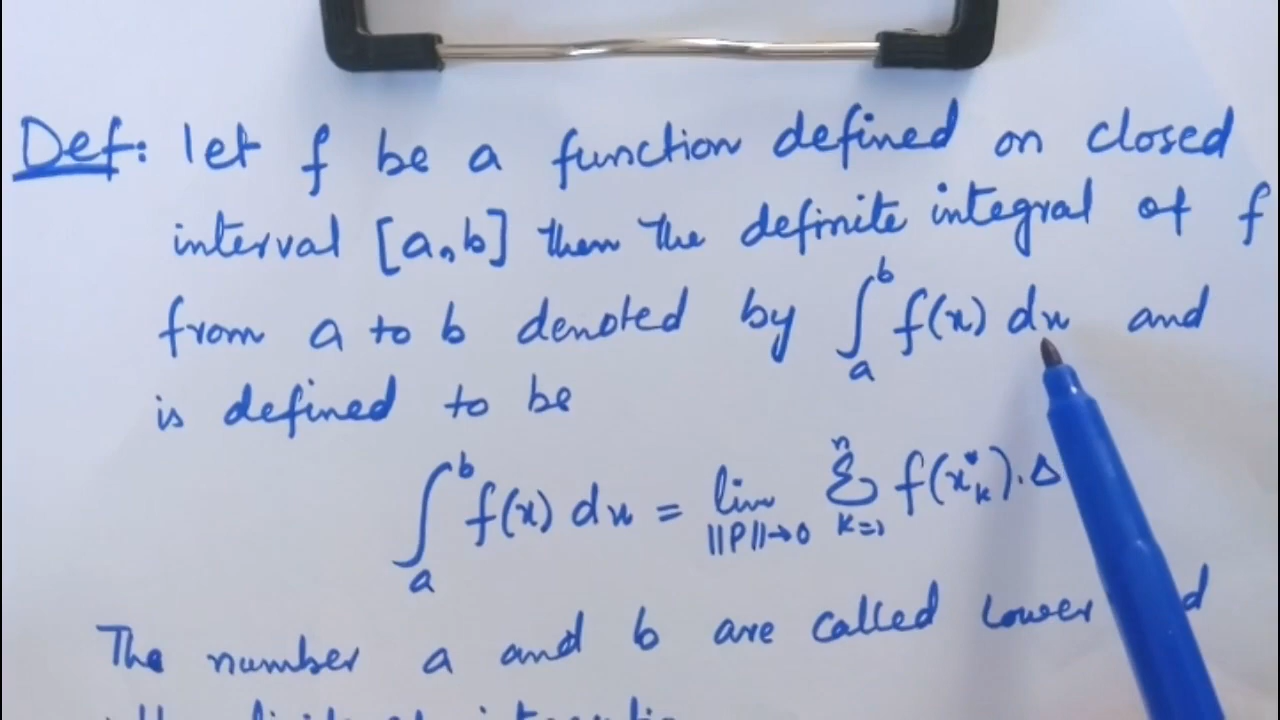 Def: let f be a function defined on closed
interval [a, b] then the definite integral of f
from a to b denoted by ∫_a^b f(x) dx and
is defined to be
∫_a^b f(x) dx = lim_{||P||→0} Σ_{k=1}^n f(x_k^*).Δ
The number a and b are called Lower